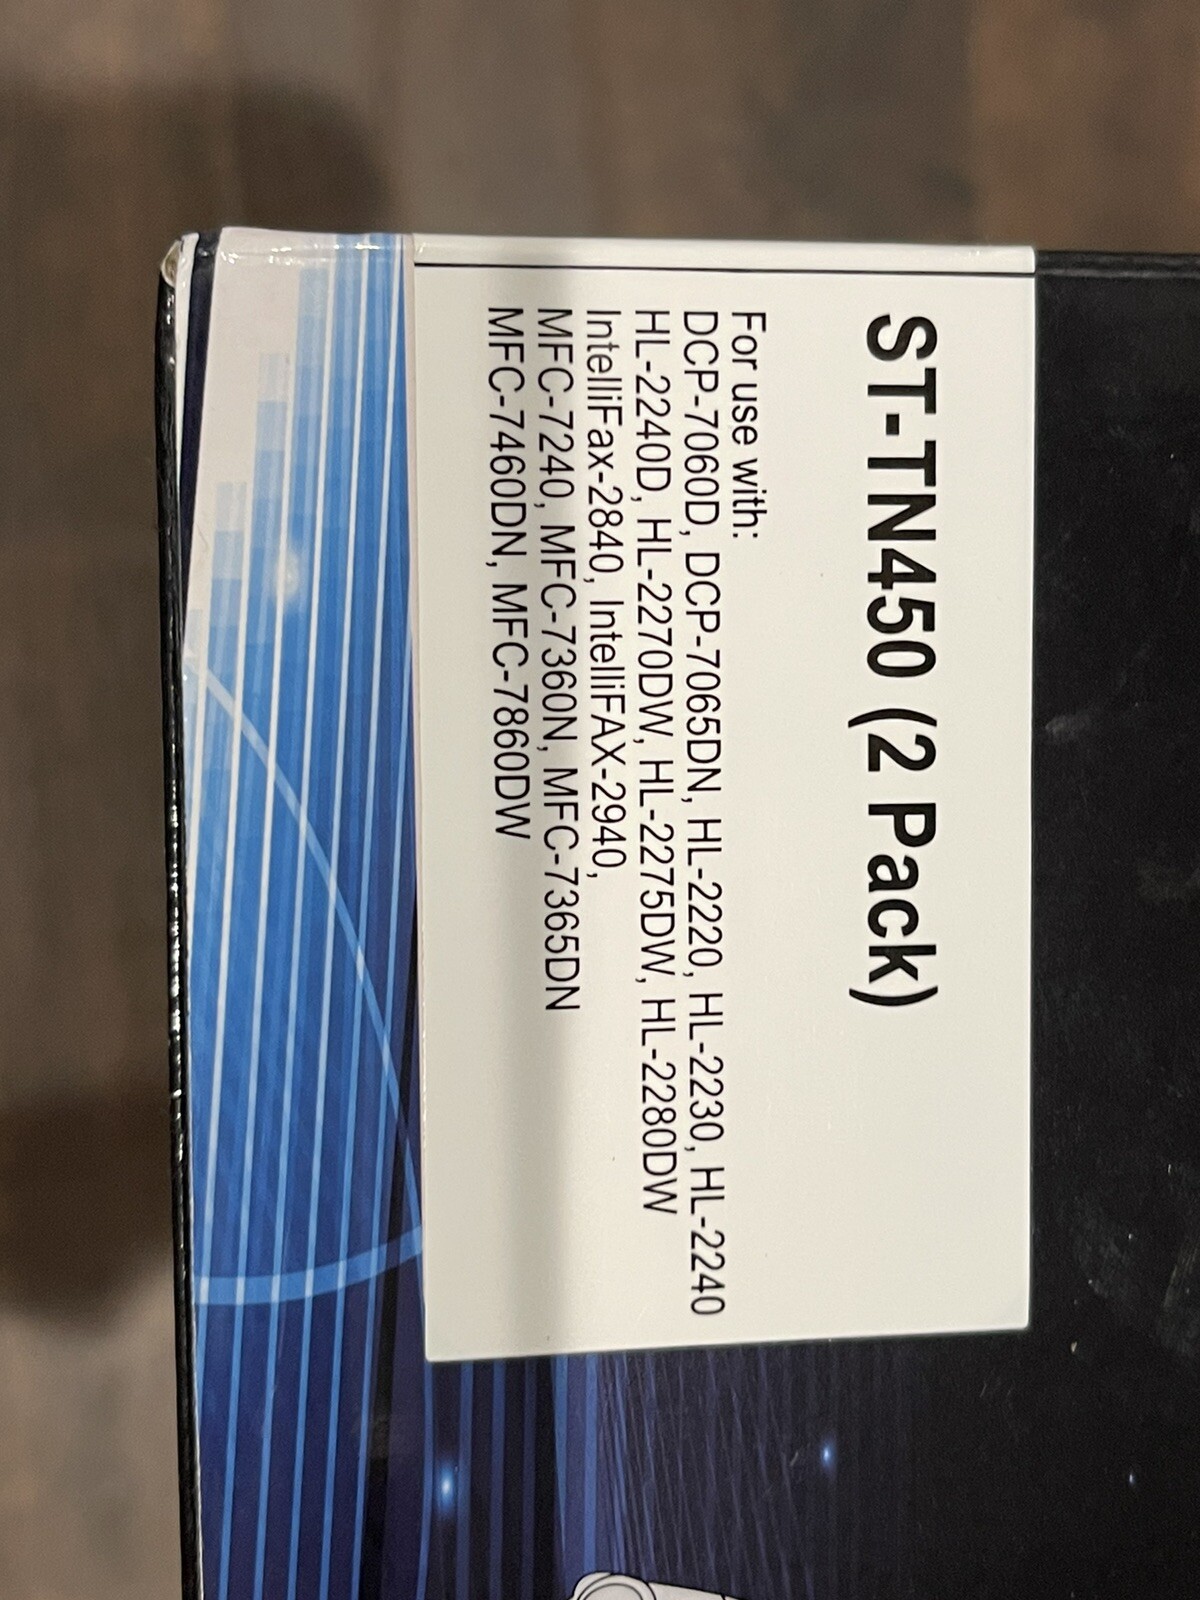 ST-TN450 (2 Pack)
For use with:
DCP-7060D, DCP-7065DN, HL-2220, HL-2230, HL-2240
HL-2240D, HL-2270DW, HL-2275DW, HL-2280DW
IntelliFax-2840, IntelliFAX-2940,
MFC-7240, MFC-7360N, MFC-7365DN
MFC-7460DN, MFC-7860DW